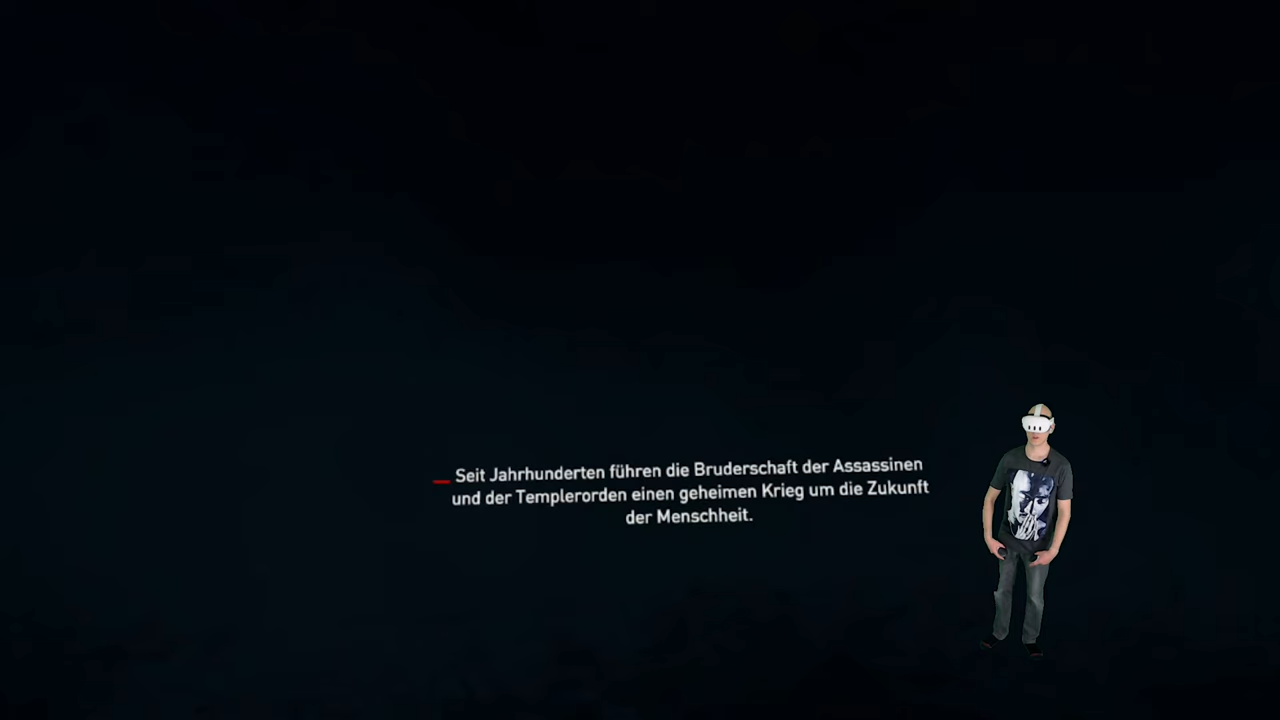 Seit Jahrhunderten führen die Bruderschaft der Assassinen
und der Templerorden einen geheimen Krieg um die Zukunft
der Menschheit.